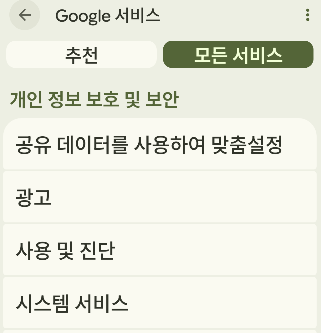 Google 서비스
추천
모든 서비스
개인 정보 보호 및 보안
공유 데이터를 사용하여 맞춤설정
광고
사용 및 진단
시스템 서비스